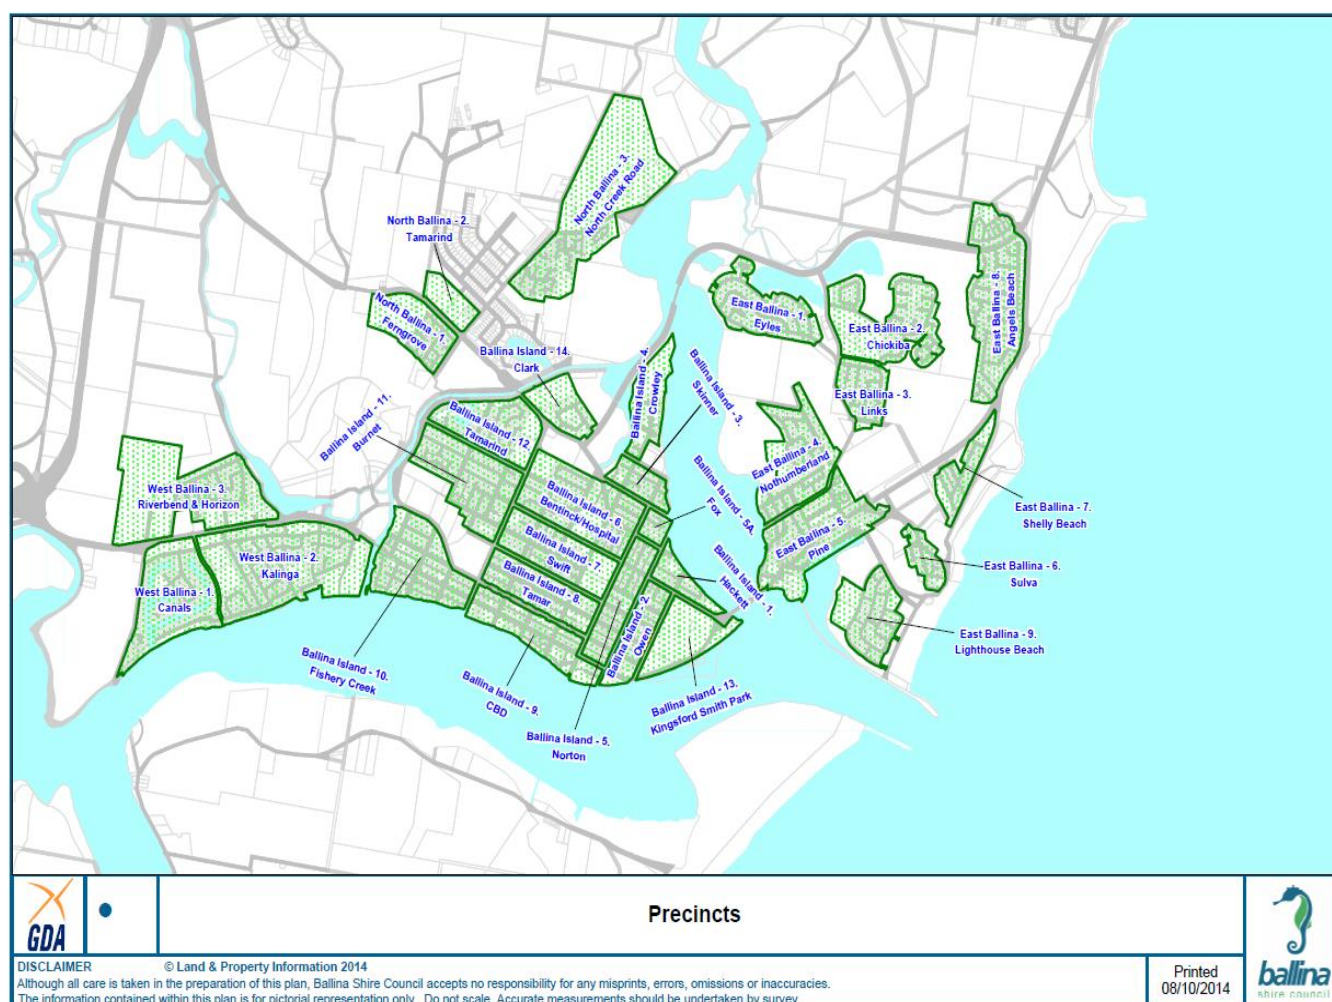 North Ballina - 3.
North Creek Road
North Ballina - 2.
Tamarind
North Ballina - 1.
Ferngrove
Ballina Island - 14.
Clark
Ballina Island - 4.
Crowley
Ballina Island - 3.
Skinner
East Ballina - 1.
Eyles
East Ballina - 2.
Chickiba
East Ballina - 8.
Angels Beach
East Ballina - 3.
Links
Ballina Island - 11.
Burnet
Ballina Island - 12.
Tamarind
East Ballina - 4.
Nothumberland
Ballina Island - 5A.
Fox
West Ballina - 3.
Riverbend & Horizon
Ballina Island - 6.
Bentinck/Hospital
East Ballina - 5.
Pine
East Ballina - 7.
Shelly Beach
West Ballina - 2.
Kalinga
Ballina Island - 7.
Swift
Ballina Island - 1.
Hackett
East Ballina - 6.
Sulva
West Ballina - 1.
Canals
Ballina Island - 8.
Tamar
Ballina Island - 2.
Owen
East Ballina - 9.
Lighthouse Beach
Ballina Island - 10.
Fishery Creek
Ballina Island - 9.
CBD
Ballina Island - 13.
Kingsford Smith Park
Ballina Island - 5.
Norton
GDA
Precincts
DISCLAIMER © Land & Property Information 2014
Although all care is taken in the preparation of this plan, Ballina Shire Council accepts no responsibility for any misprints, errors, omissions or inaccuracies.
The information contained within this plan is for pictorial representation only. Do not scale. Accurate measurements should be undertaken by survey
Printed
08/10/2014
ballina
shire council